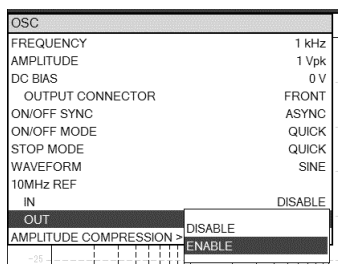 OSC
FREQUENCY 1 kHz
AMPLITUDE 1 Vpk
DC BIAS 0 V
OUTPUT CONNECTOR FRONT
ON/OFF SYNC ASYNC
ON/OFF MODE QUICK
STOP MODE QUICK
WAVEFORM SINE
10MHz REF
IN DISABLE
OUT
DISABLE
AMPLITUDE COMPRESSION >
ENABLE
-25